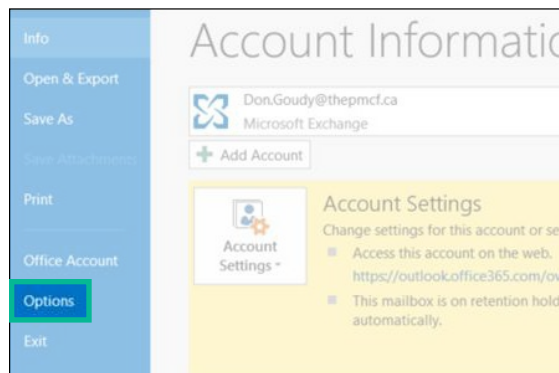 Info
Open & Export
Save As
Save Attachments
Print
Office Account
Options
Exit
Account Informatio
Don.Goudy@thepmcf.ca
Microsoft Exchange
Add Account
Account
Settings
Account Settings
Change settings for this account or se
Access this account on the web.
https://outlook.office365.com/ow
This mailbox is on retention hold
automatically.